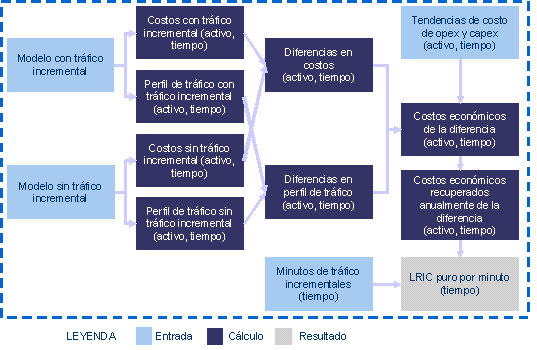 Modelo con tráfico
incremental
Modelo sin tráfico
incremental
Costos con tráfico
incremental (activo,
tiempo)
Perfil de tráfico con
tráfico incremental
(activo, tiempo)
Costos sin tráfico
incremental (activo,
tiempo)
Perfil de tráfico sin
tráfico incremental
(activo, tiempo)
Diferencias en
costos
(activo, tiempo)
Diferencias en
perfil de tráfico
(activo, tiempo)
Minutos de tráfico
incrementales
(tiempo)
Tendencias de costo
de opex y capex
(activo, tiempo)
Costos económicos
de la diferencia
(activo, tiempo)
Costos económicos
recuperados
anualmente de la
diferencia
(activo, tiempo)
LRIC puro por minuto
(tiempo)
LEYENDA Entrada Cálculo Resultado